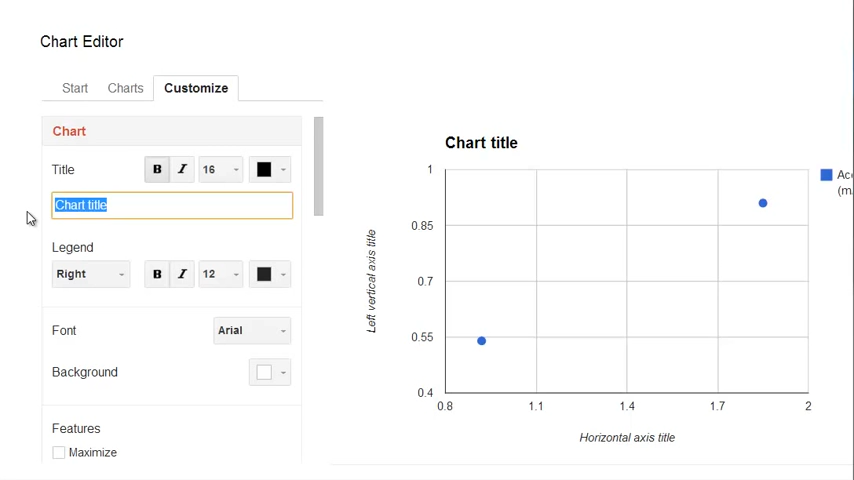 Chart Editor
Start Charts Customize
Chart
Title B I 16
Chart title
Legend
Right B I 12
Font Arial
Background
Features
Maximize
Chart title
1
0.85
0.7
0.55
0.4
0.8 1.1 1.4 1.7 2
Left vertical axis title
Horizontal axis title